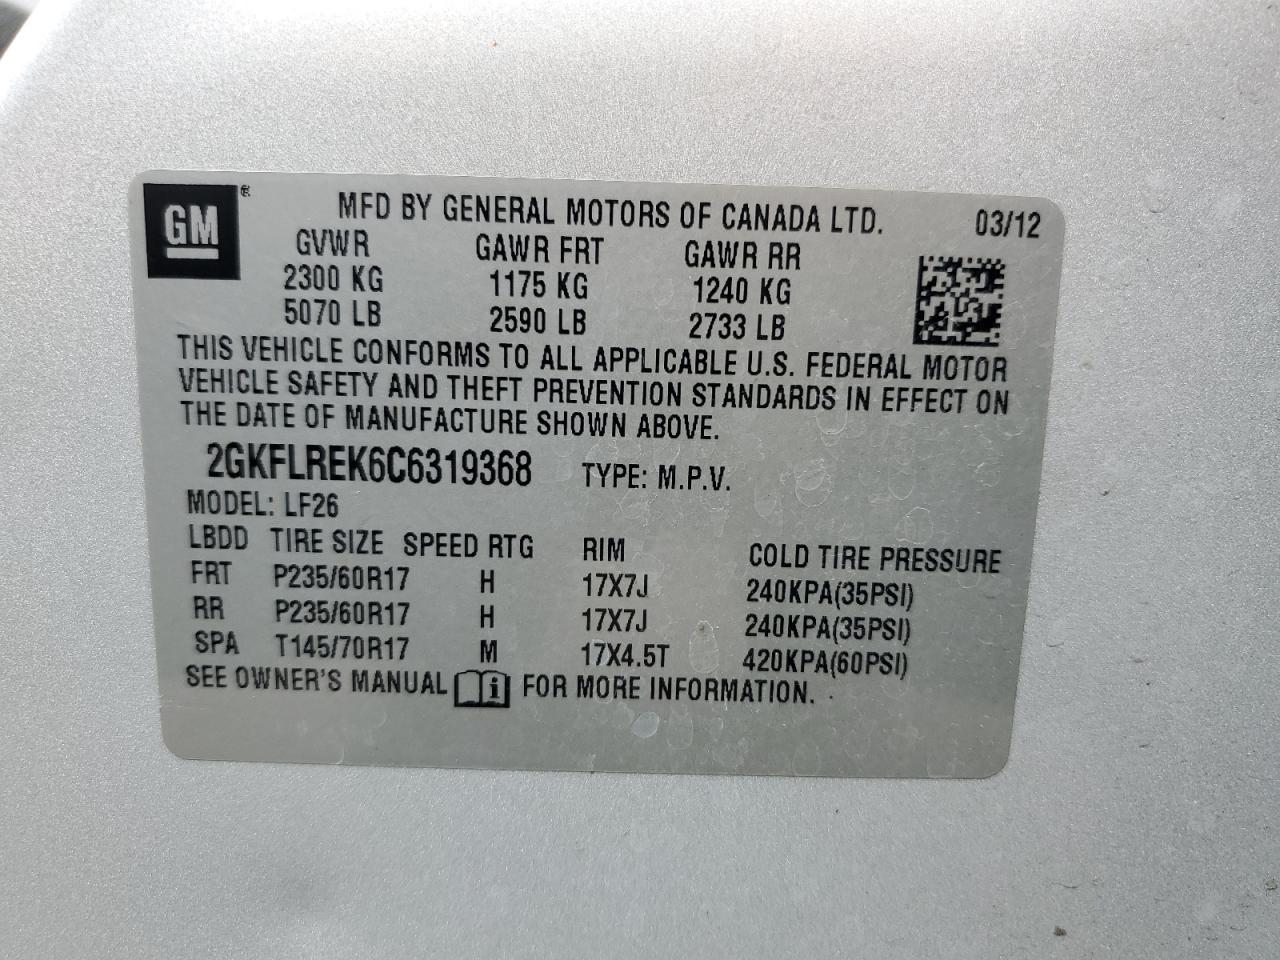 GM ®
MFD BY GENERAL MOTORS OF CANADA LTD. 03/12
GVWR GAWR FRT GAWR RR
2300 KG 1175 KG 1240 KG
5070 LB 2590 LB 2733 LB
THIS VEHICLE CONFORMS TO ALL APPLICABLE U.S. FEDERAL MOTOR
VEHICLE SAFETY AND THEFT PREVENTION STANDARDS IN EFFECT ON
THE DATE OF MANUFACTURE SHOWN ABOVE.
2GKFLREK6C6319368 TYPE: M.P.V.
MODEL: LF26
LBDD TIRE SIZE SPEED RTG RIM COLD TIRE PRESSURE
FRT P235/60R17 H 17X7J 240KPA(35PSI)
RR P235/60R17 H 17X7J 240KPA(35PSI)
SPA T145/70R17 M 17X4.5T 420KPA(60PSI)
SEE OWNER'S MANUAL i FOR MORE INFORMATION.